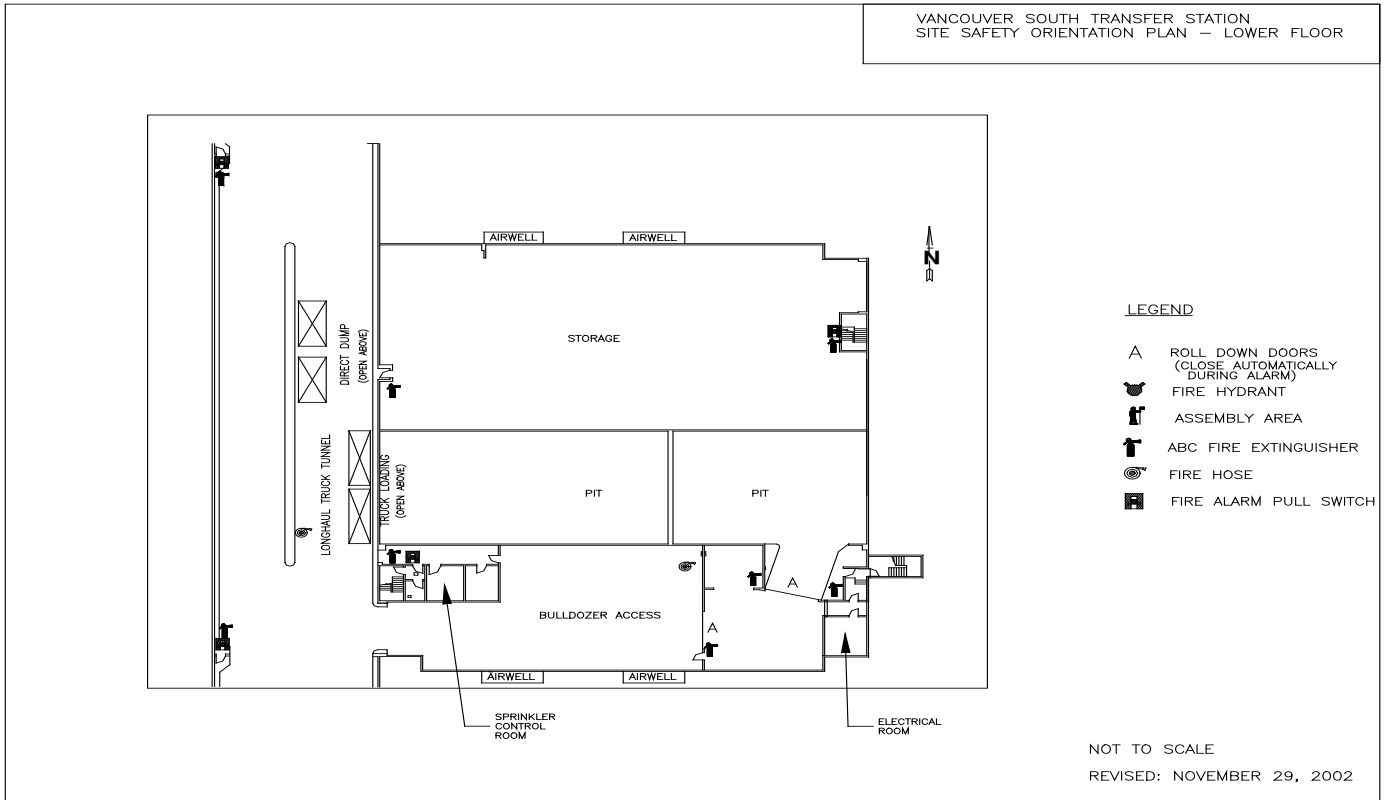 VANCOUVER SOUTH TRANSFER STATION
SITE SAFETY ORIENTATION PLAN — LOWER FLOOR
AIRWELL
AIRWELL
N
STORAGE
DIRECT DUMP
(OPEN ABOVE)
LONGHAUL TRUCK TUNNEL
TRUCK LOADING
(OPEN ABOVE)
PIT
PIT
A
BULLDOZER ACCESS
A
AIRWELL
AIRWELL
SPRINKLER
CONTROL
ROOM
ELECTRICAL
ROOM
LEGEND
A ROLL DOWN DOORS
(CLOSE AUTOMATICALLY
DURING ALARM)
FIRE HYDRANT
ASSEMBLY AREA
ABC FIRE EXTINGUISHER
FIRE HOSE
FIRE ALARM PULL SWITCH
NOT TO SCALE
REVISED: NOVEMBER 29, 2002